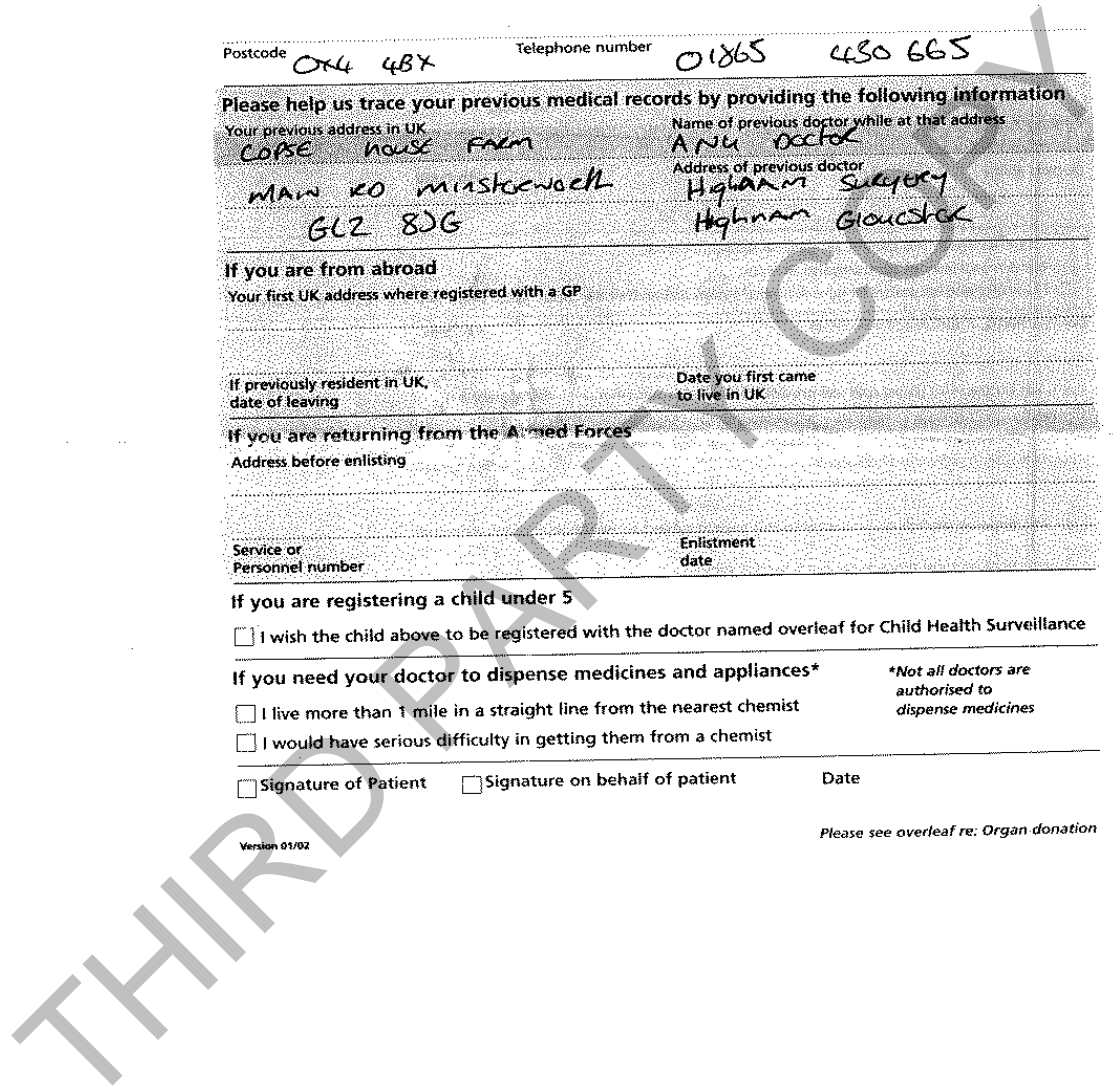 Postcode OX4 4BX Telephone number 01865 450 665
Please help us trace your previous medical records by providing the following information
Your previous address in UK Name of previous doctor while at that address
COPSE HOUSE FARM ANU DOCTOR
Address of previous doctor
MAIN RD MINSTERWORTH HIGHNAM SURGERY
GL2 8JG HIGHNAM
If you are from abroad
Your first UK address where registered with a GP
If previously resident in UK, Date you first came
date of leaving to live in UK
If you are returning from the Armed Forces
Address before enlisting
Service or Enlistment
Personnel number date
If you are registering a child under 5
I wish the child above to be registered with the doctor named overleaf for Child Health Surveillance
If you need your doctor to dispense medicines and appliances* *Not all doctors are
authorised to
I live more than 1 mile in a straight line from the nearest chemist dispense medicines
I would have serious difficulty in getting them from a chemist
Signature of Patient Signature on behalf of patient Date
Please see overleaf re: Organ donation
Version 01/02
THIRD PARTY COPY